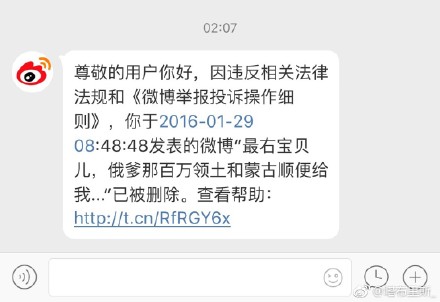 02:07
尊敬的用户你好，因违反相关法律
法规和《微博举报投诉操作细
则》，你于2016-01-29
08:48:48发表的微博“最右宝贝
儿，俄爹那百万领土和蒙古顺便给
我...”已被删除。查看帮助：
http://t.cn/RfRGY6x